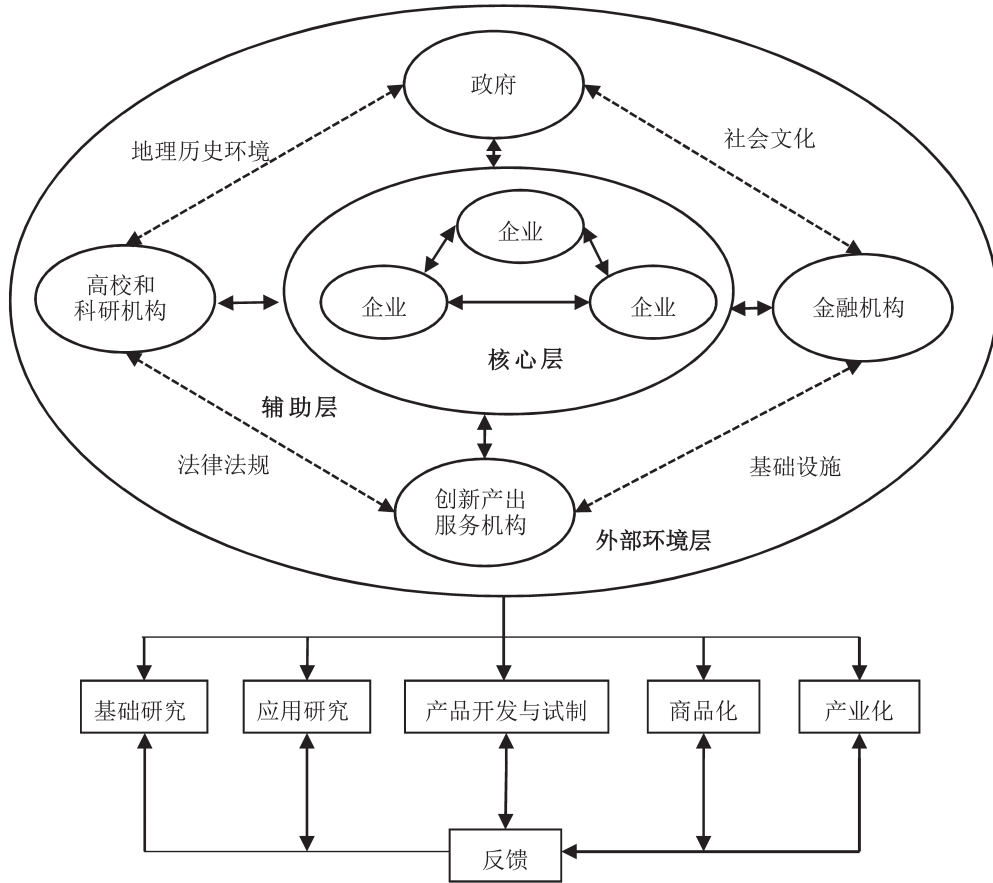 政府
地理历史环境
社会文化
企业
高校和
科研机构
企业
企业
金融机构
核心层
辅助层
法律法规
基础设施
创新产出
服务机构
外部环境层
基础研究
应用研究
产品开发与试制
商品化
产业化
反馈